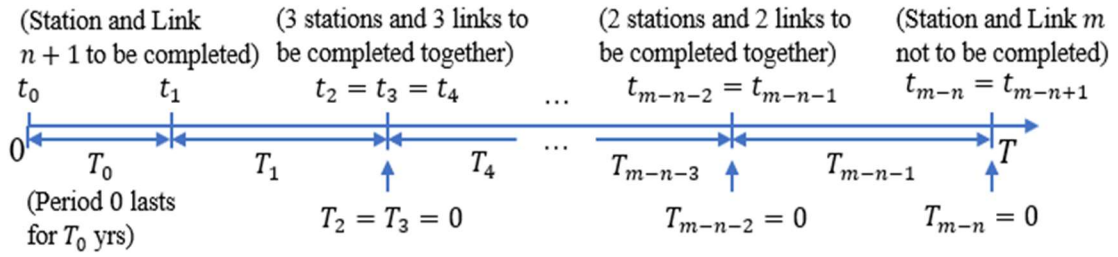 (Station and Link (3 stations and 3 links to (2 stations and 2 links to (Station and Link m
n + 1 to be completed) be completed together) be completed together) not to be completed)
t₀ t₁ t₂ = t₃ = t₄ ... tₘ₋ₙ₋₂ = tₘ₋ₙ₋₁ tₘ₋ₙ = tₘ₋ₙ₊₁
0 T₀ T₁ T₄ ... Tₘ₋ₙ₋₃ Tₘ₋ₙ₋₁ T
(Period 0 lasts
for T₀ yrs) T₂ = T₃ = 0 Tₘ₋ₙ₋₂ = 0 Tₘ₋ₙ = 0